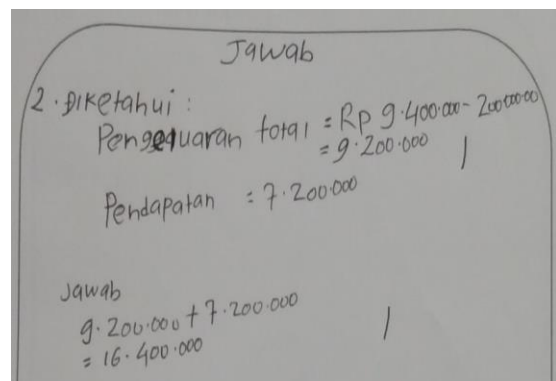 Jawab
2. Diketahui :
Pengeluaran total = Rp 9.400.000 - 200.000.00
= 9.200.000 |
Pendapatan = 7.200.000
Jawab
9.200.000 + 7.200.000
= 16.400.000 |